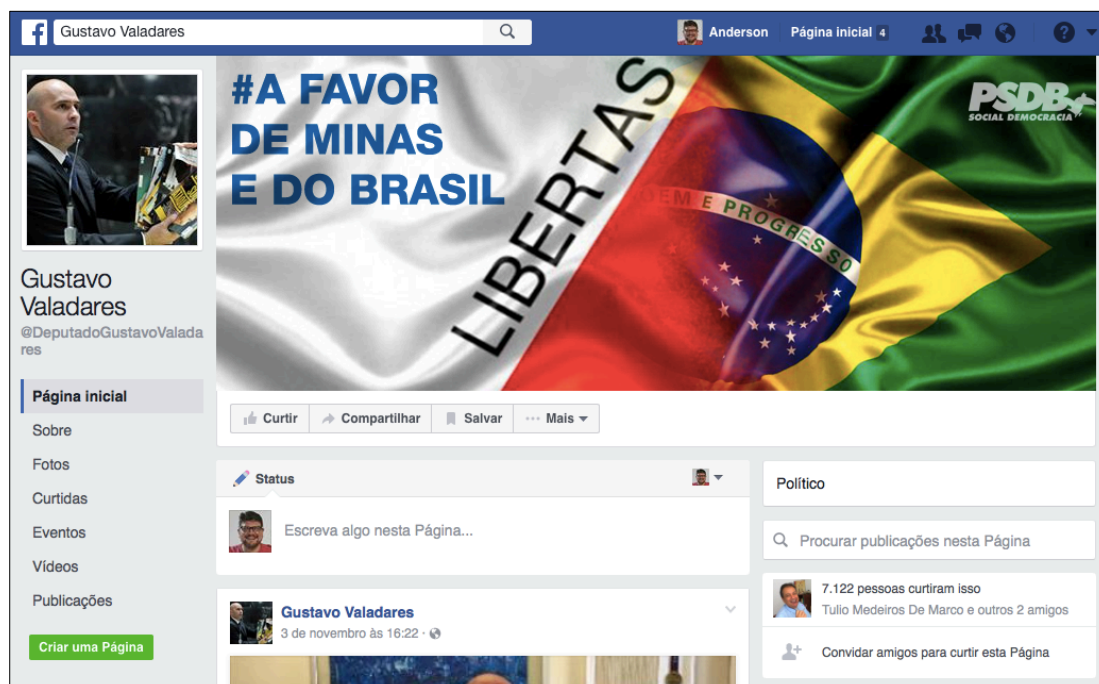 Gustavo Valadares
Anderson
Página inicial 4
#A FAVOR
DE MINAS
E DO BRASIL
LIBERTAS
DEM E PROGRESSO
PSDB
SOCIAL DEMOCRACIA
Gustavo
Valadares
@DeputadoGustavoValada
res
Página inicial
Sobre
Fotos
Curtidas
Eventos
Vídeos
Publicações
Criar uma Página
Curtir
Compartilhar
Salvar
Mais
Status
Escreva algo nesta Página...
Gustavo Valadares
3 de novembro às 16:22 ·
Político
Procurar publicações nesta Página
7.122 pessoas curtiram isso
Tulio Medeiros De Marco e outros 2 amigos
Convidar amigos para curtir esta Página